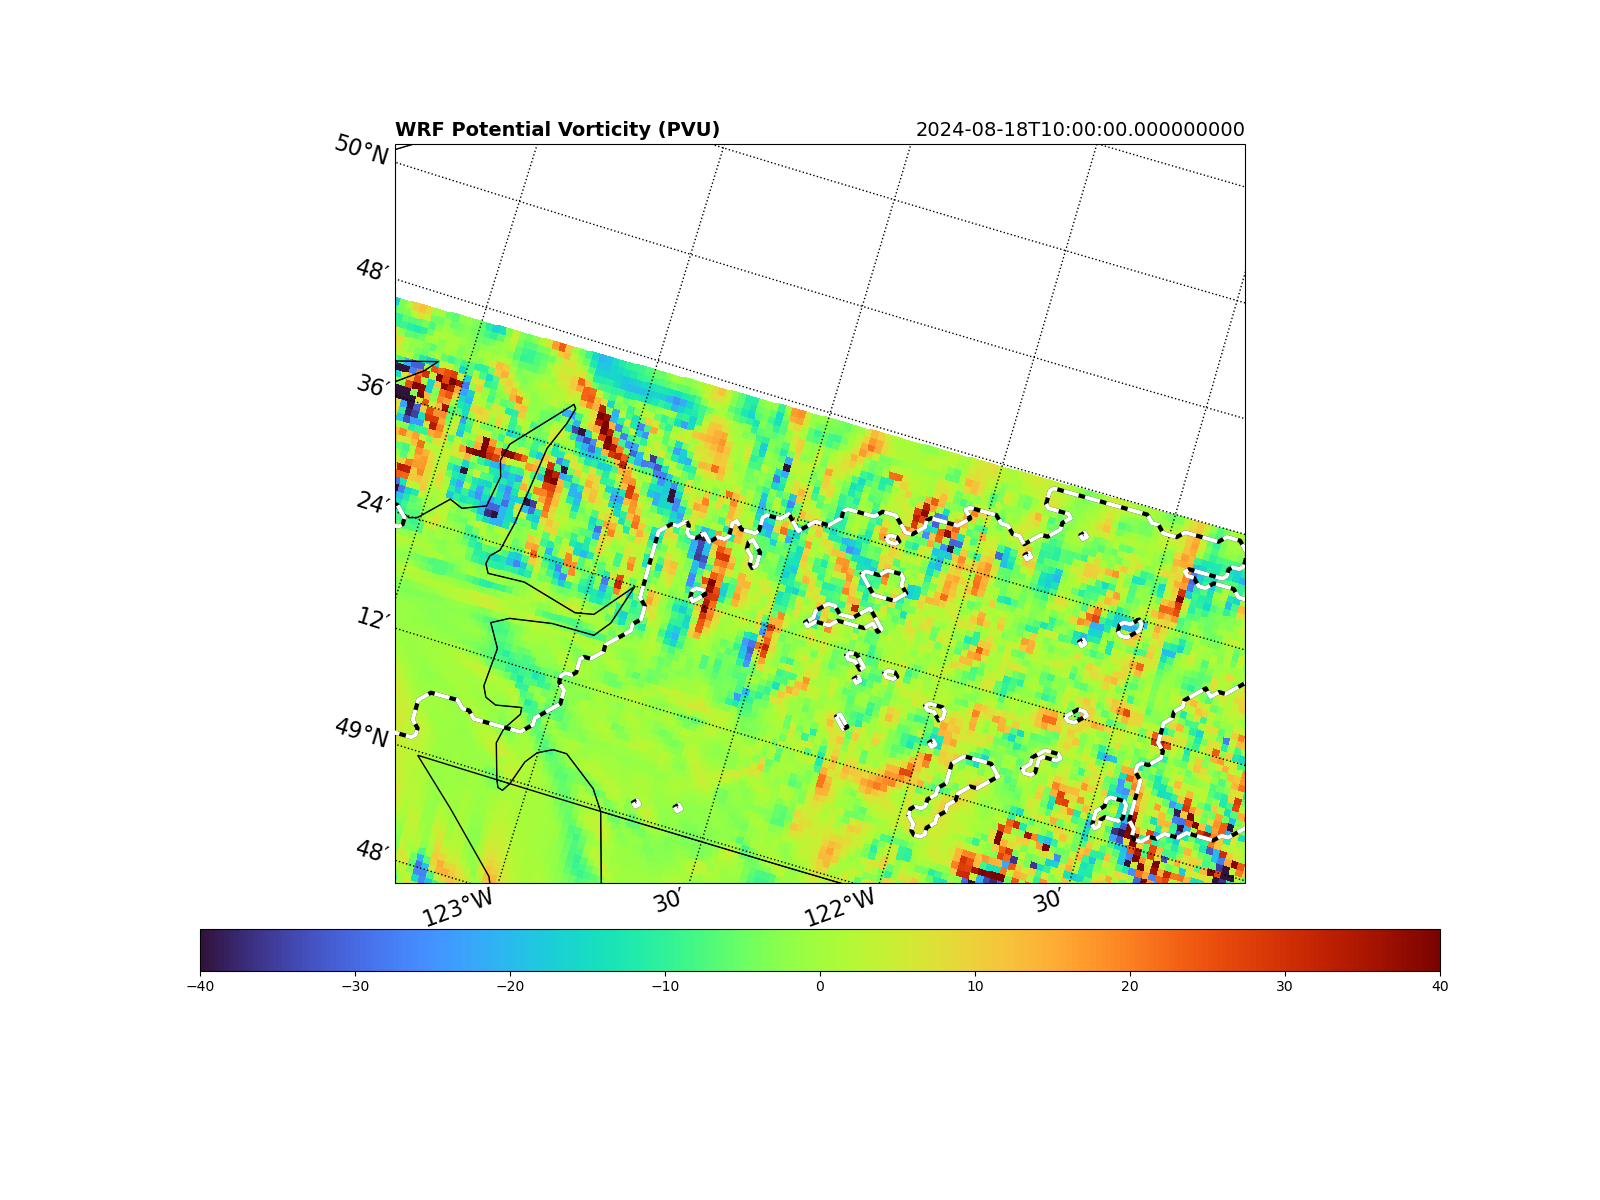 WRF Potential Vorticity (PVU) 2024-08-18T10:00:00.000000000
50°N
48′
36′
24′
12′
49°N
48′
123°W 30′ 122°W 30′
−40 −30 −20 −10 0 10 20 30 40